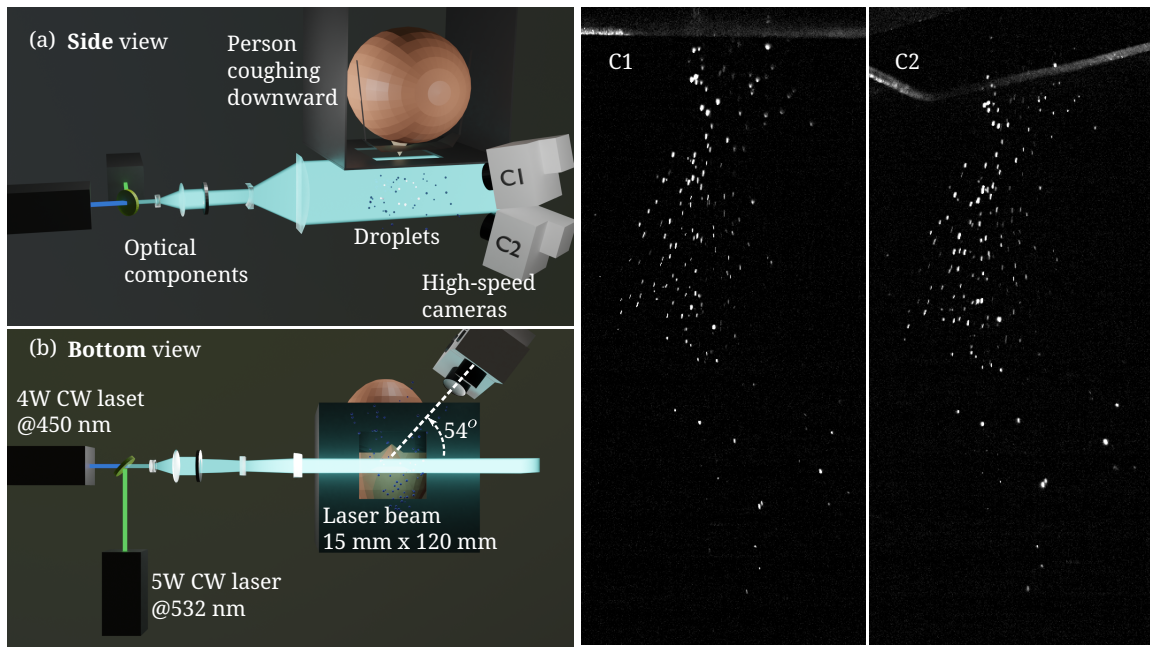 (a) Side view
Person
coughing
downward
C1
C2
Optical
components
Droplets
High-speed
cameras
(b) Bottom view
4W CW laset
@450 nm
54°
Laser beam
15 mm x 120 mm
5W CW laser
@532 nm
C1
C2